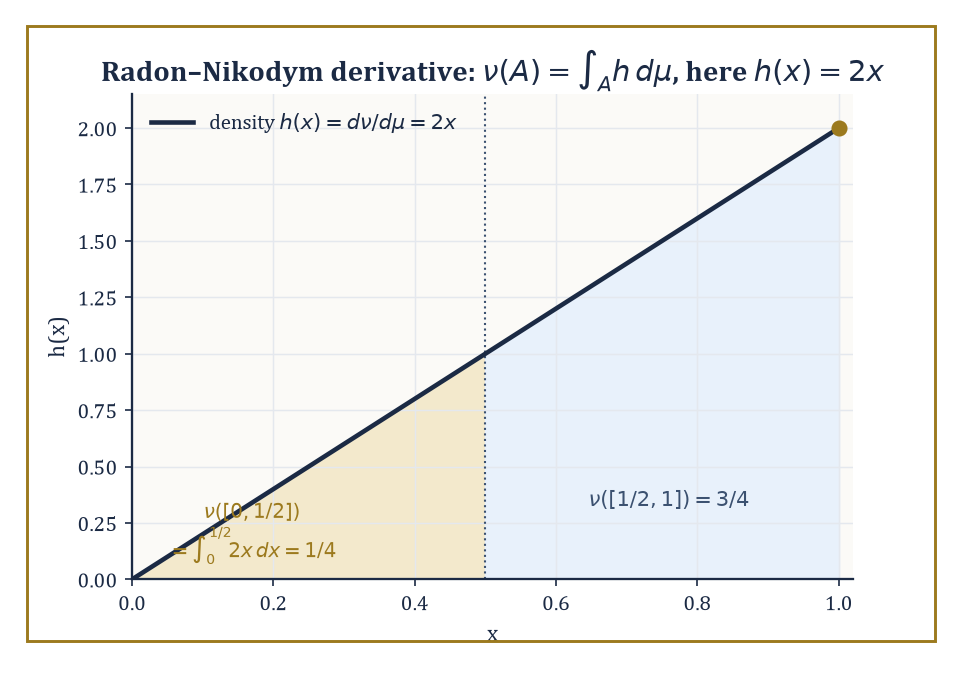 Radon–Nikodym derivative: ν(A) = ∫_A h dμ, here h(x) = 2x
density h(x) = dν/dμ = 2x
2.00
1.75
1.50
1.25
1.00
0.75
0.50
0.25
0.00
h(x)
ν([0, 1/2])
= ∫_0^{1/2} 2x dx = 1/4
ν([1/2, 1]) = 3/4
0.0 0.2 0.4 0.6 0.8 1.0
x